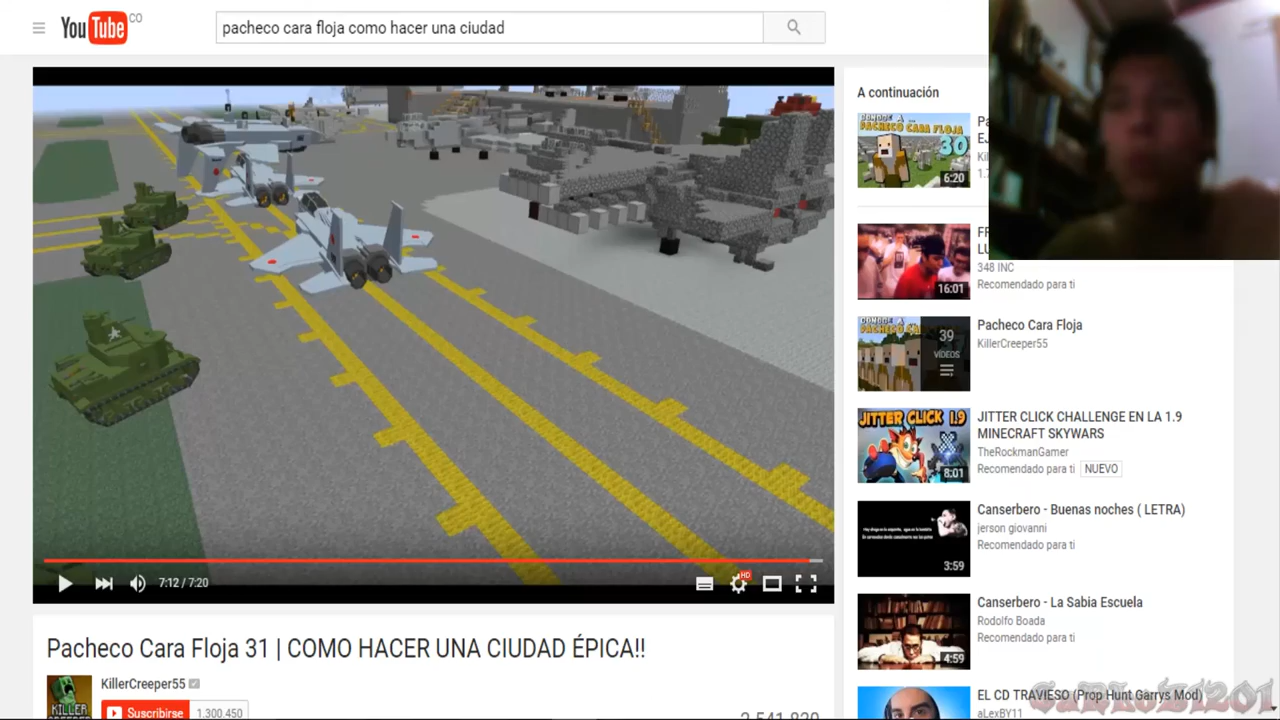 YouTube CO
pacheco cara floja como hacer una ciudad
7:12 / 7:20
HD
Pacheco Cara Floja 31 | COMO HACER UNA CIUDAD ÉPICA!!
KillerCreeper55
Suscribirse
1.300.450
A continuación
PACHECO CARA FLOJA
30
6:20
348 INC
Recomendado para ti
16:01
Pacheco Cara Floja
KillerCreeper55
39
VÍDEOS
JITTER CLICK CHALLENGE EN LA 1.9
MINECRAFT SKYWARS
TheRockmanGamer
Recomendado para ti NUEVO
JITTER CLICK 1.9
8:01
Canserbero - Buenas noches ( LETRA)
jerson giovanni
Recomendado para ti
3:59
Canserbero - La Sabia Escuela
Rodolfo Boada
Recomendado para ti
4:59
EL CD TRAVIESO (Prop Hunt Garrys Mod)
aLexBY11